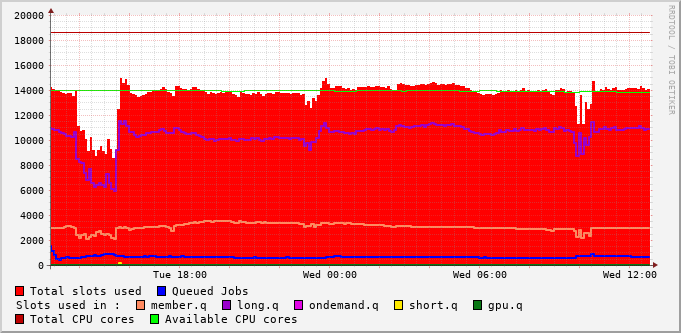 20000
18000
16000
14000
12000
10000
8000
6000
4000
2000
0
Tue 18:00 Wed 00:00 Wed 06:00 Wed 12:00
RRDTOOL / TOBI OETIKER
Total slots used Queued Jobs
Slots used in : member.q long.q ondemand.q short.q gpu.q
Total CPU cores Available CPU cores